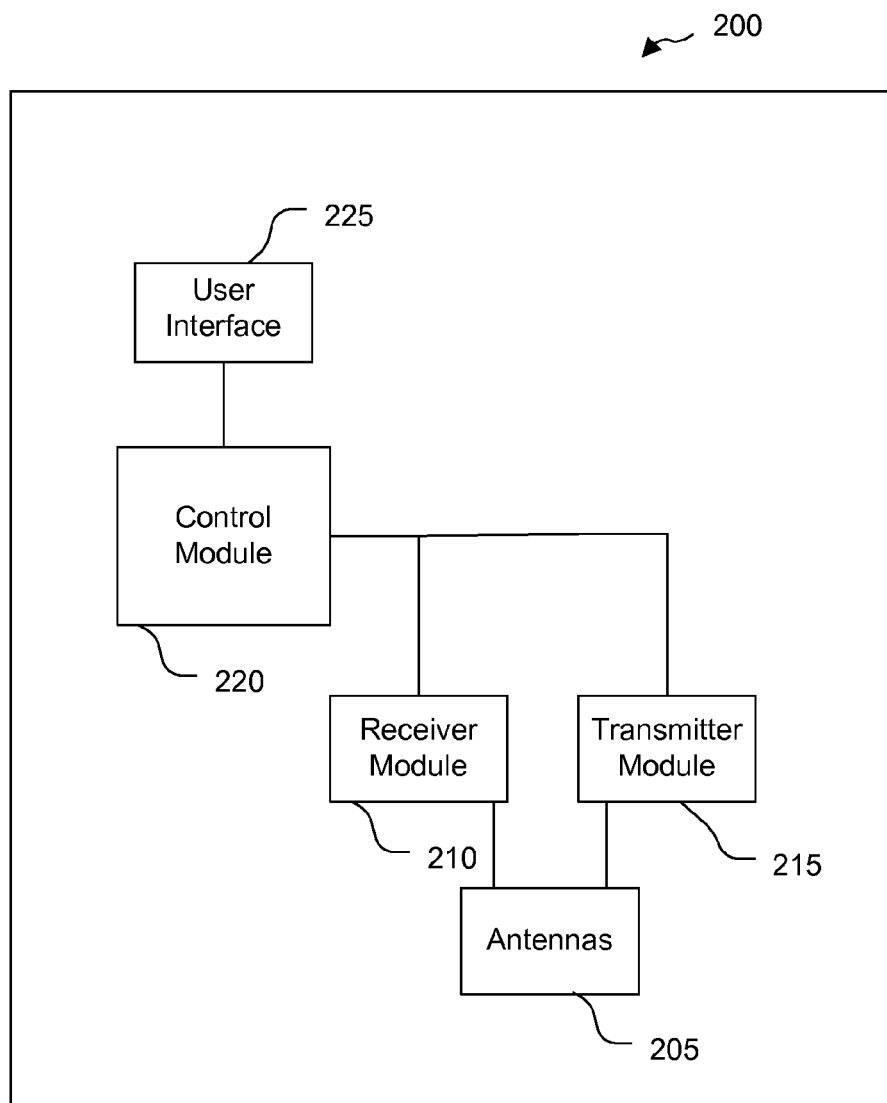 200
225
User
Interface
Control
Module
220
Receiver
Module
Transmitter
Module
210
215
Antennas
205